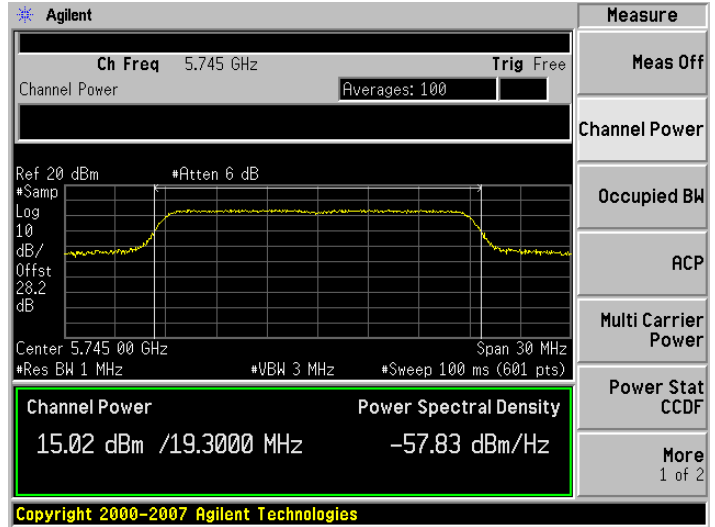 Agilent
Measure
Ch Freq 5.745 GHz Trig Free
Channel Power Averages: 100
Meas Off
Channel Power
Occupied BW
ACP
Multi Carrier
Power
Power Stat
CCDF
More
1 of 2
Ref 20 dBm #Atten 6 dB
#Samp
Log
10
dB/
Offst
28.2
dB
Center 5.745 00 GHz Span 30 MHz
#Res BW 1 MHz #VBW 3 MHz #Sweep 100 ms (601 pts)
Channel Power Power Spectral Density
15.02 dBm /19.3000 MHz -57.83 dBm/Hz
Copyright 2000-2007 Agilent Technologies